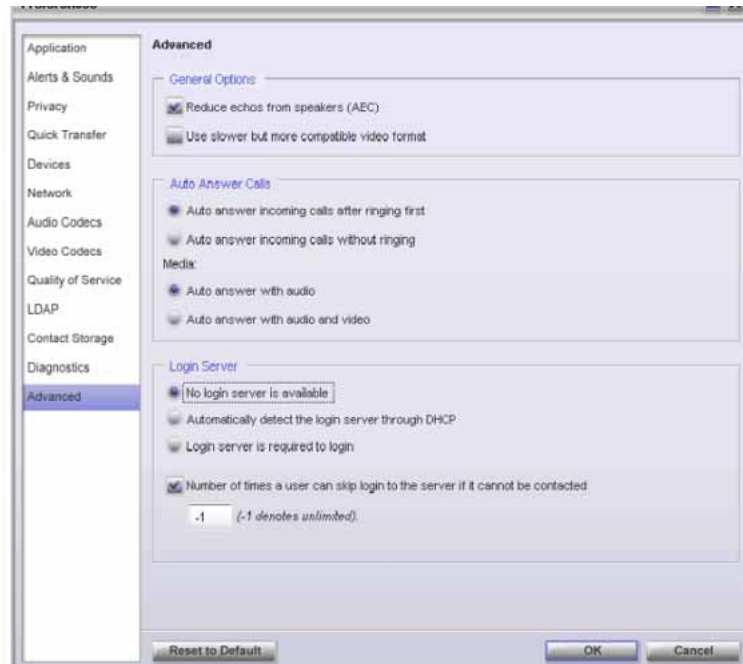 Preferences
Application
Alerts & Sounds
Privacy
Quick Transfer
Devices
Network
Audio Codecs
Video Codecs
Quality of Service
LDAP
Contact Storage
Diagnostics
Advanced
Advanced
General Options
Reduce echos from speakers (AEC)
Use slower but more compatible video format
Auto Answer Calls
Auto answer incoming calls after ringing first
Auto answer incoming calls without ringing
Media:
Auto answer with audio
Auto answer with audio and video
Login Server
No login server is available
Automatically detect the login server through DHCP
Login server is required to login
Number of times a user can skip login to the server if it cannot be contacted
-1 (-1 denotes unlimited).
Reset to Default OK Cancel